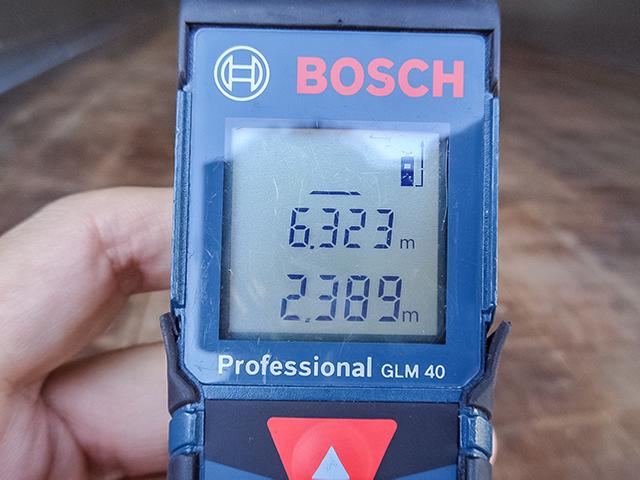 BOSCH
6.323 m
2.389 m
Professional GLM 40